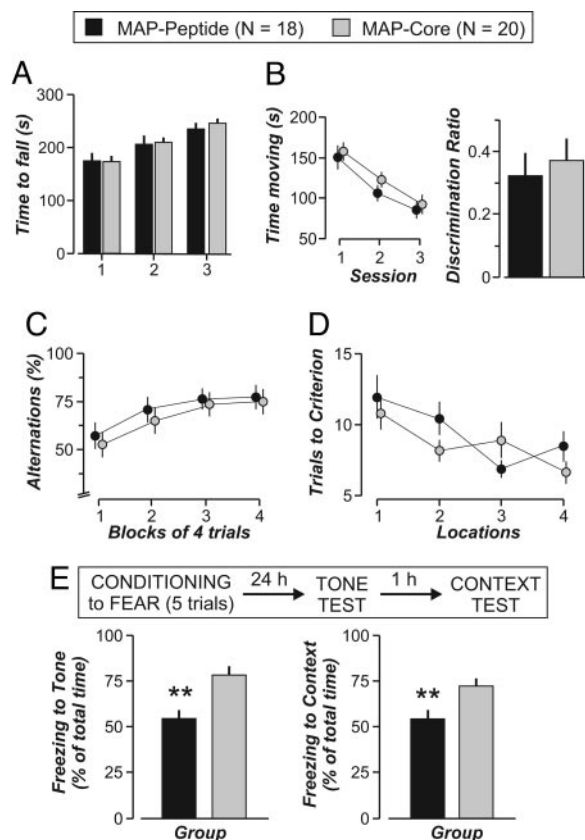 MAP-Peptide (N = 18) MAP-Core (N = 20)
A
Time to fall (s)
300
200
100
0
1 2 3
B
Time moving (s)
200
150
100
50
1 2 3
Session
Discrimination Ratio
0.4
0.2
0
C
Alternations (%)
100
75
50
1 2 3 4
Blocks of 4 trials
D
Trials to Criterion
15
10
5
1 2 3 4
Locations
E
CONDITIONING
to FEAR (5 trials)
24 h
TONE
TEST
1 h
CONTEXT
TEST
Freezing to Tone
(% of total time)
100
75
50
25
0
**
Group
Freezing to Context
(% of total time)
100
75
50
25
0
**
Group